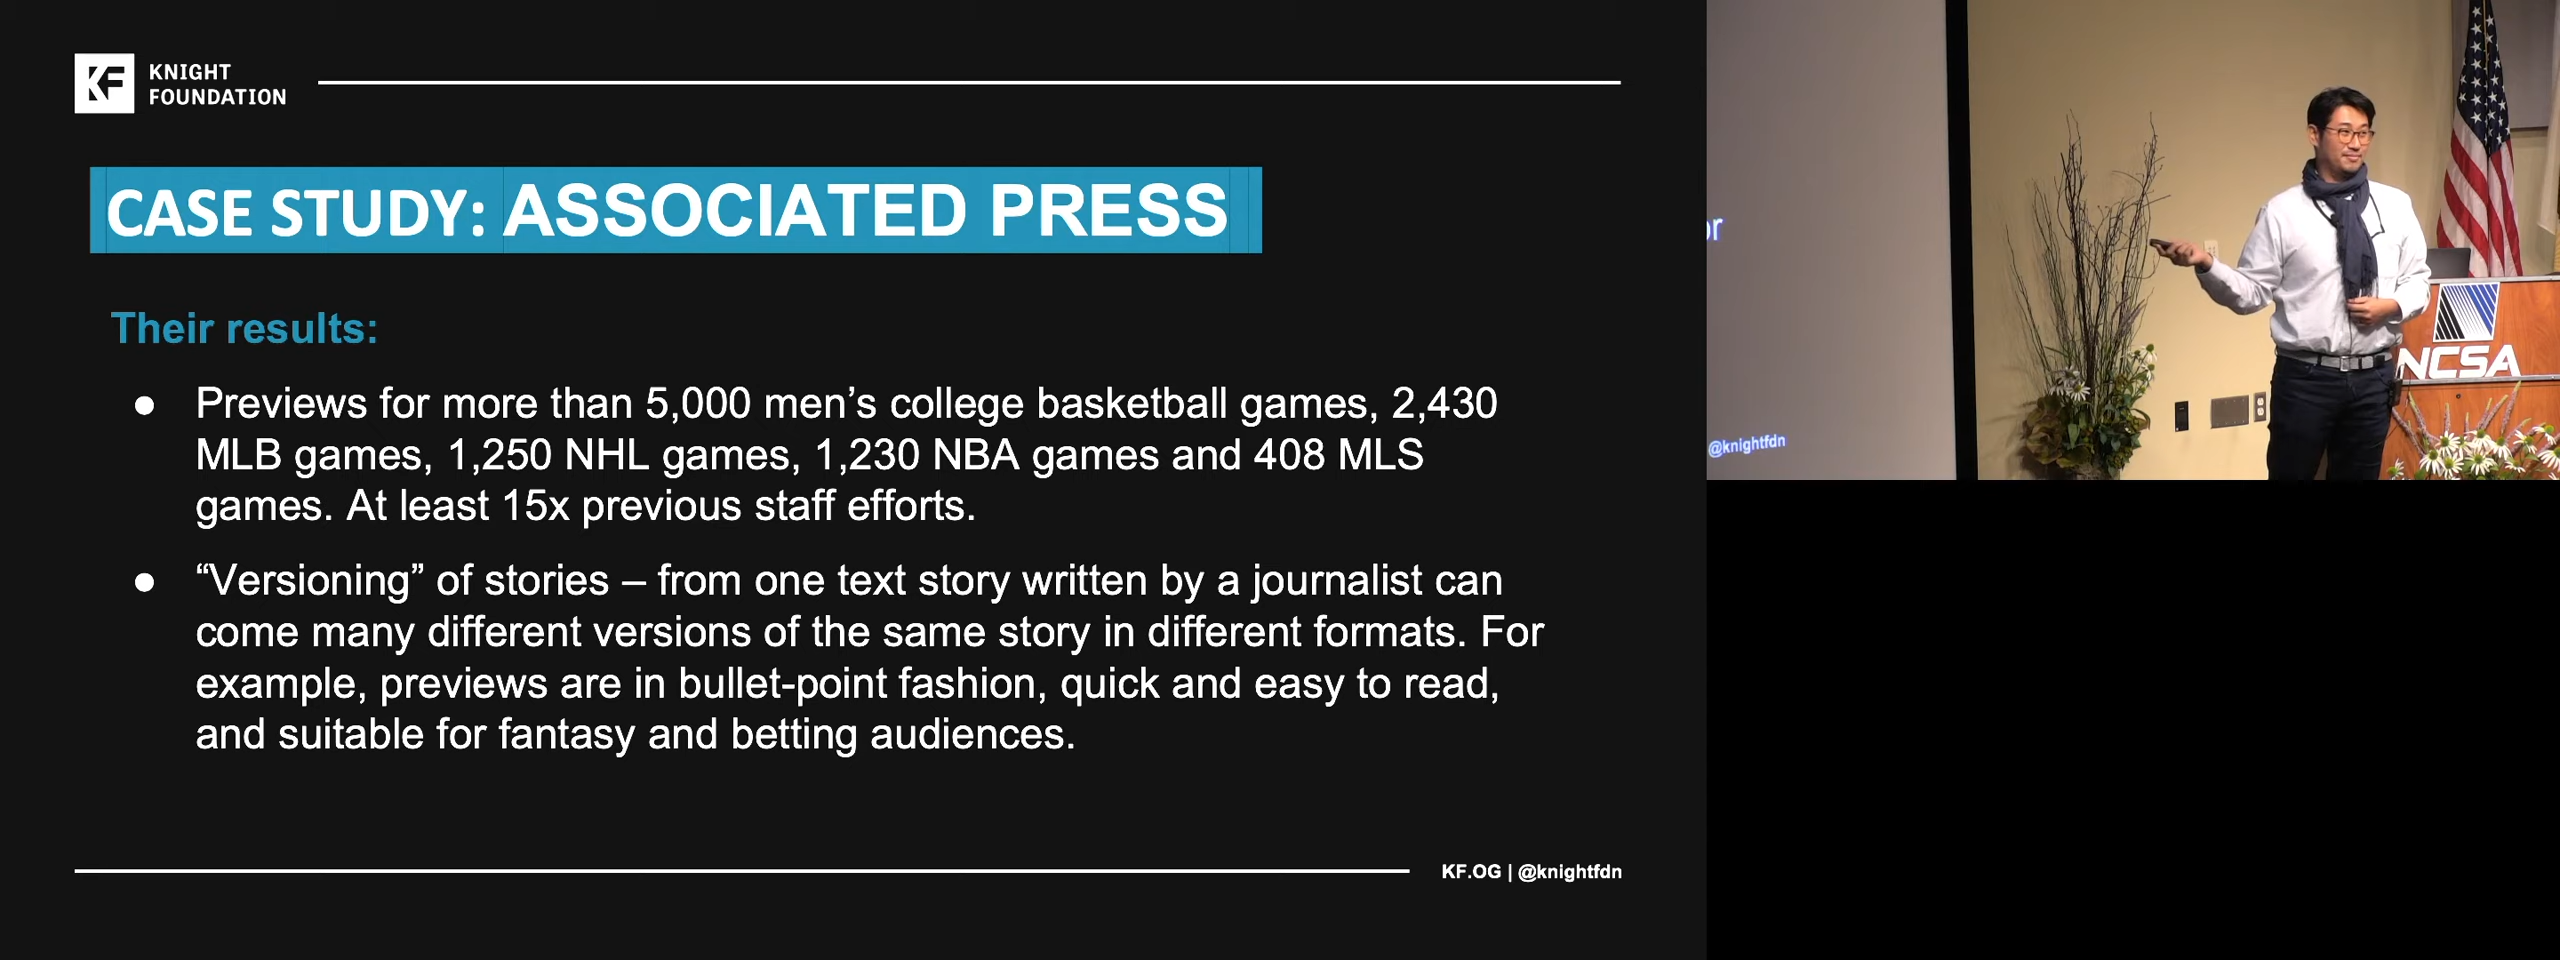 KNIGHT
FOUNDATION
CASE STUDY: ASSOCIATED PRESS
Their results:
● Previews for more than 5,000 men’s college basketball games, 2,430
MLB games, 1,250 NHL games, 1,230 NBA games and 408 MLS
games. At least 15x previous staff efforts.
● “Versioning” of stories – from one text story written by a journalist can
come many different versions of the same story in different formats. For
example, previews are in bullet-point fashion, quick and easy to read,
and suitable for fantasy and betting audiences.
KF.OG | @knightfdn
@knightfdn
NCSA